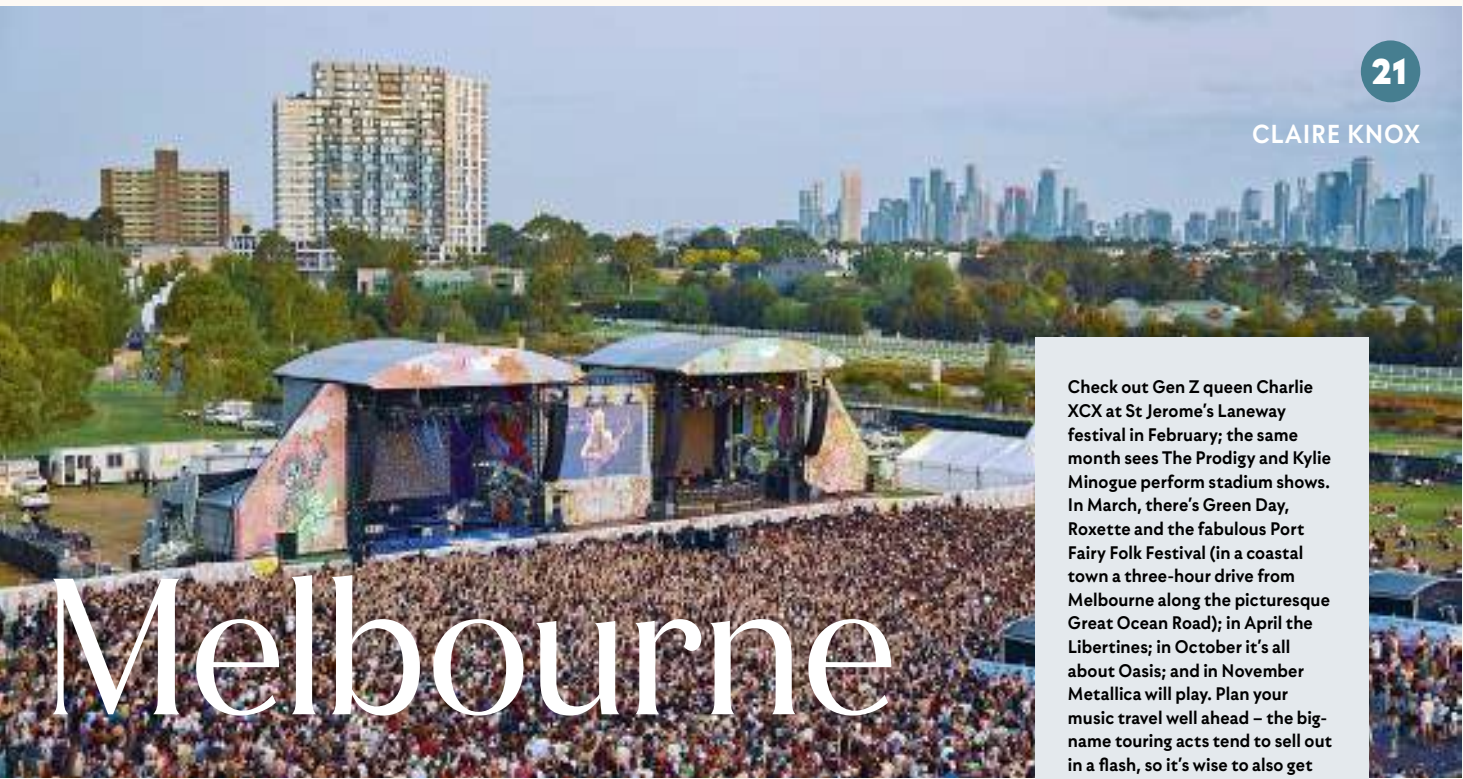 21
CLAIRE KNOX
Melbourne
Check out Gen Z queen Charlie
XCX at St Jerome's Laneway
festival in February; the same
month sees The Prodigy and Kylie
Minogue perform stadium shows.
In March, there's Green Day,
Roxette and the fabulous Port
Fairy Folk Festival (in a coastal
town a three-hour drive from
Melbourne along the picturesque
Great Ocean Road); in April the
Libertines; in October it's all
about Oasis; and in November
Metallica will play. Plan your
music travel well ahead – the big-
name touring acts tend to sell out
in a flash, so it's wise to also get